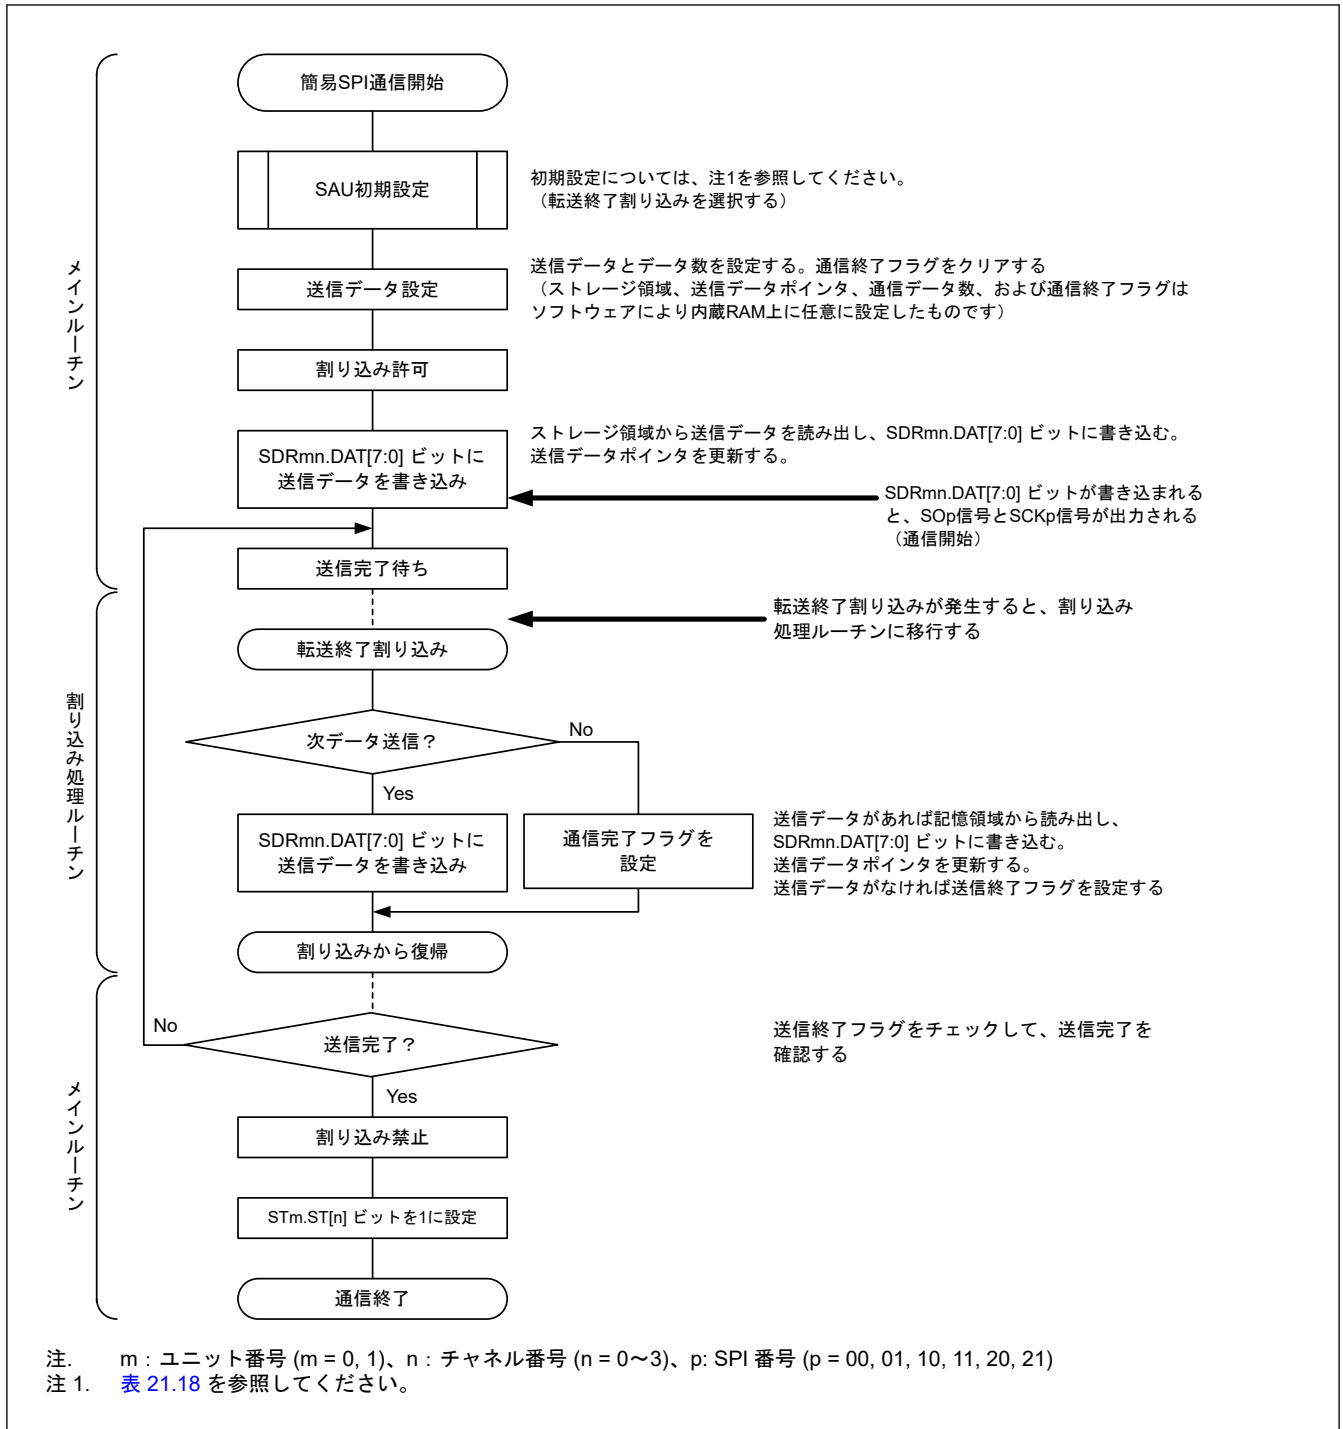 簡易SPI通信開始
SAU初期設定
初期設定については、注1を参照してください。
（転送終了割り込みを選択する）
メインルーチン
送信データ設定
送信データとデータ数を設定する。通信終了フラグをクリアする
（ストレージ領域、送信データポインタ、通信データ数、および通信終了フラグは
ソフトウェアにより内蔵RAM上に任意に設定したものです）
割り込み許可
SDRmn.DAT[7:0] ビットに
送信データを書き込み
ストレージ領域から送信データを読み出し、SDRmn.DAT[7:0] ビットに書き込む。
送信データポインタを更新する。
SDRmn.DAT[7:0] ビットが書き込まれる
と、SOp信号とSCKp信号が出力される
（通信開始）
送信完了待ち
転送終了割り込みが発生すると、割り込み
処理ルーチンに移行する
転送終了割り込み
割り込み処理ルーチン
次データ送信？
No
Yes
SDRmn.DAT[7:0] ビットに
送信データを書き込み
通信完了フラグを
設定
送信データがあれば記憶領域から読み出し、
SDRmn.DAT[7:0] ビットに書き込む。
送信データポインタを更新する。
送信データがなければ送信終了フラグを設定する
割り込みから復帰
No
送信完了？
送信終了フラグをチェックして、送信完了を
確認する
Yes
メインルーチン
割り込み禁止
STm.ST[n] ビットを1に設定
通信終了
注. m：ユニット番号 (m = 0, 1)、n：チャネル番号 (n = 0～3)、p: SPI 番号 (p = 00, 01, 10, 11, 20, 21)
注 1. 表 21.18 を参照してください。